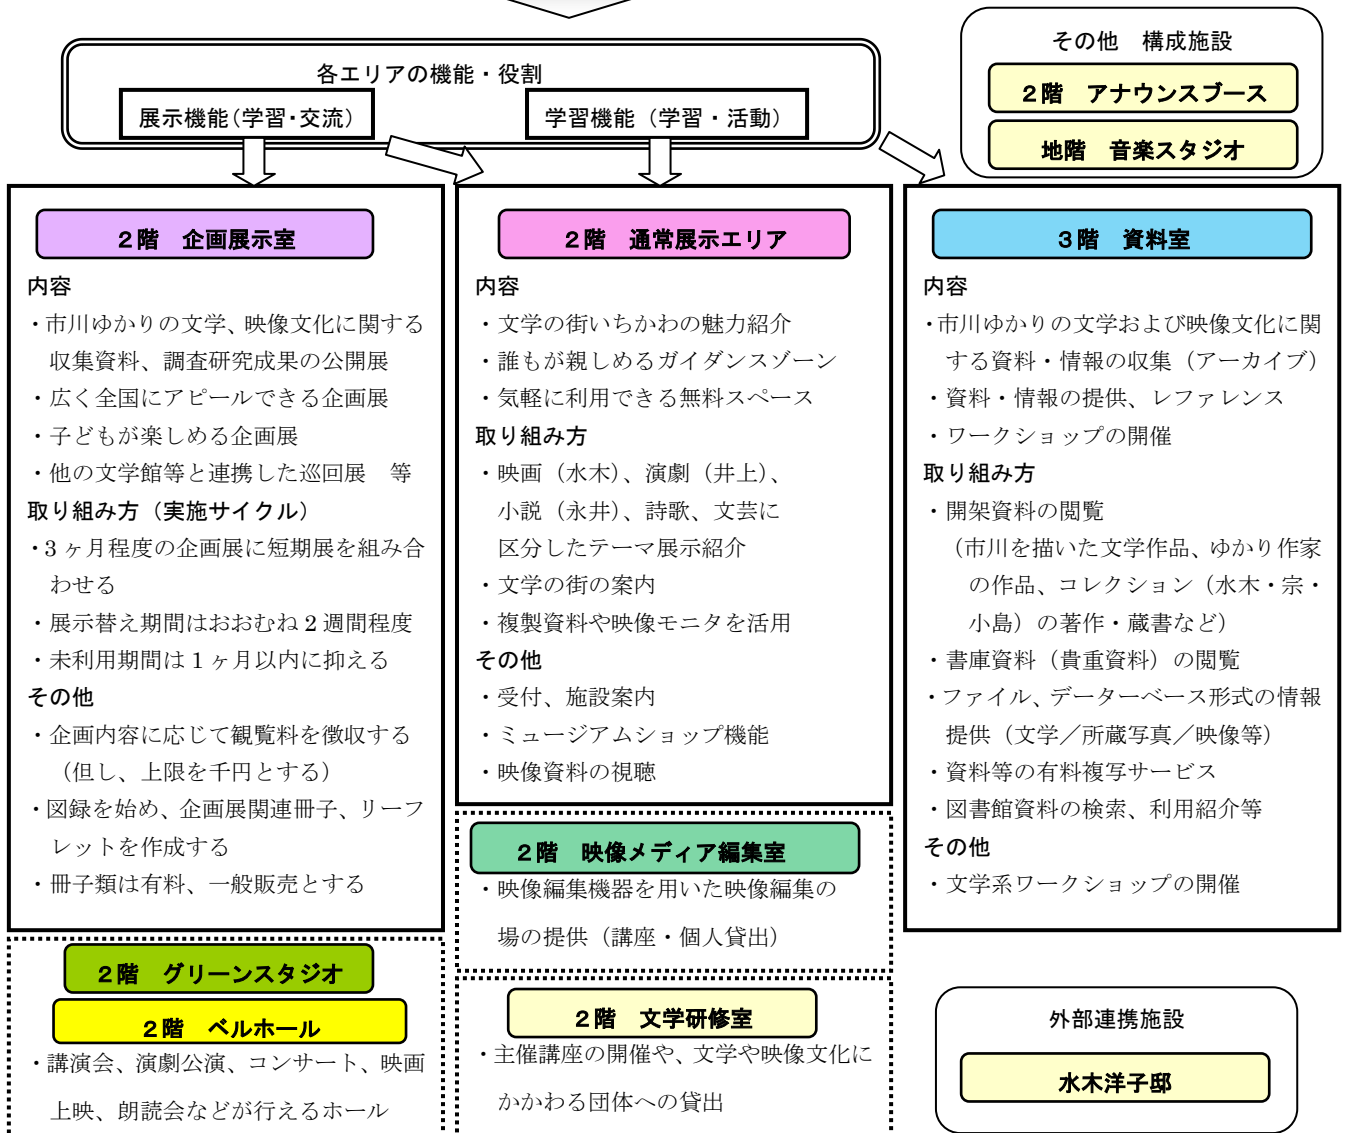 各エリアの機能・役割
展示機能（学習・交流）
学習機能（学習・活動）
その他　構成施設
２階　アナウンスブース
地階　音楽スタジオ
２階　企画展示室
内容
・市川ゆかりの文学、映像文化に関する
収集資料、調査研究成果の公開展
・広く全国にアピールできる企画展
・子どもが楽しめる企画展
・他の文学館等と連携した巡回展　等
取り組み方（実施サイクル）
・3 ヶ月程度の企画展に短期展を組み合
わせる
・展示替え期間はおおむね 2 週間程度
・未利用期間は 1 ヶ月以内に抑える
その他
・企画内容に応じて観覧料を徴収する
（但し、上限を千円とする）
・図録を始め、企画展関連冊子、リーフ
レットを作成する
・冊子類は有料、一般販売とする
２階　グリーンスタジオ
２階　ベルホール
・講演会、演劇公演、コンサート、映画
上映、朗読会などが行えるホール
２階　通常展示エリア
内容
・文学の街いちかわの魅力紹介
・誰もが親しめるガイダンスゾーン
・気軽に利用できる無料スペース
取り組み方
・映画（水木）、演劇（井上）、
小説（永井）、詩歌、文芸に
区分したテーマ展示紹介
・文学の街の案内
・複製資料や映像モニタを活用
その他
・受付、施設案内
・ミュージアムショップ機能
・映像資料の視聴
２階　映像メディア編集室
・映像編集機器を用いた映像編集の
場の提供（講座・個人貸出）
２階　文学研修室
・主催講座の開催や、文学や映像文化に
かかわる団体への貸出
３階　資料室
内容
・市川ゆかりの文学および映像文化に関
する資料・情報の収集（アーカイブ）
・資料・情報の提供、レファレンス
・ワークショップの開催
取り組み方
・開架資料の閲覧
（市川を描いた文学作品、ゆかり作家
の作品、コレクション（水木・宗・
小島）の著作・蔵書など）
・書庫資料（貴重資料）の閲覧
・ファイル、データーベース形式の情報
提供（文学／所蔵写真／映像等）
・資料等の有料複写サービス
・図書館資料の検索、利用紹介等
その他
・文学系ワークショップの開催
外部連携施設
水木洋子邸